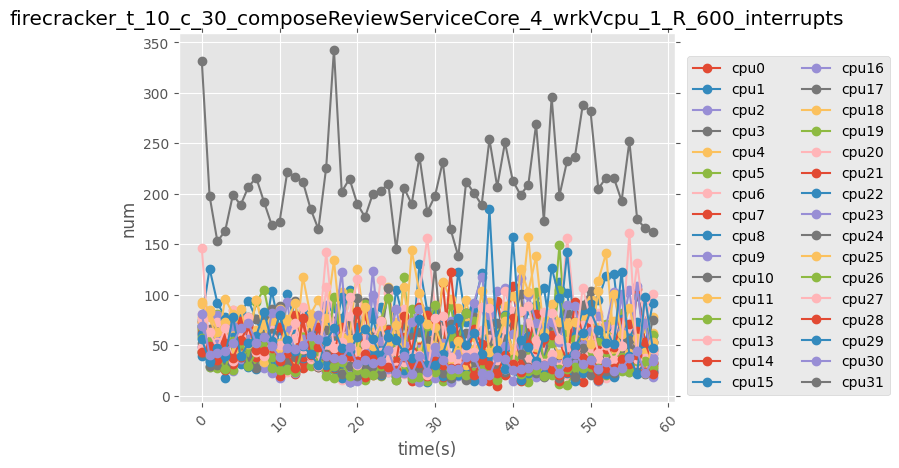 firecracker_t_10_c_30_composeReviewServiceCore_4_wrkVcpu_1_R_600_interrupts
350
300
250
200
150
100
50
0
num
0 10 20 30 40 50 60
time(s)
cpu0 cpu16
cpu1 cpu17
cpu2 cpu18
cpu3 cpu19
cpu4 cpu20
cpu5 cpu21
cpu6 cpu22
cpu7 cpu23
cpu8 cpu24
cpu9 cpu25
cpu10 cpu26
cpu11 cpu27
cpu12 cpu28
cpu13 cpu29
cpu14 cpu30
cpu15 cpu31